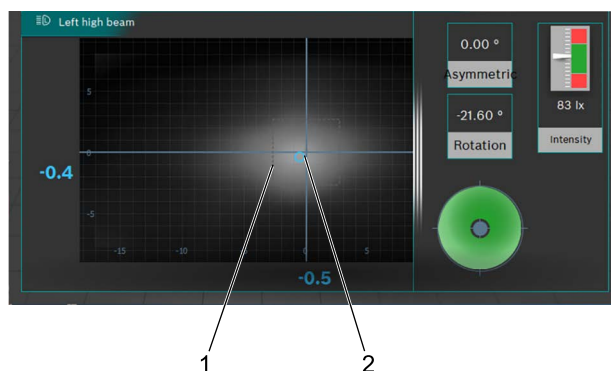 Left high beam
5
0
-5
-15
-10
0
5
-0.4
-0.5
0.00 °
Asymmetric
-21.60 °
Rotation
83 lx
Intensity
1
2